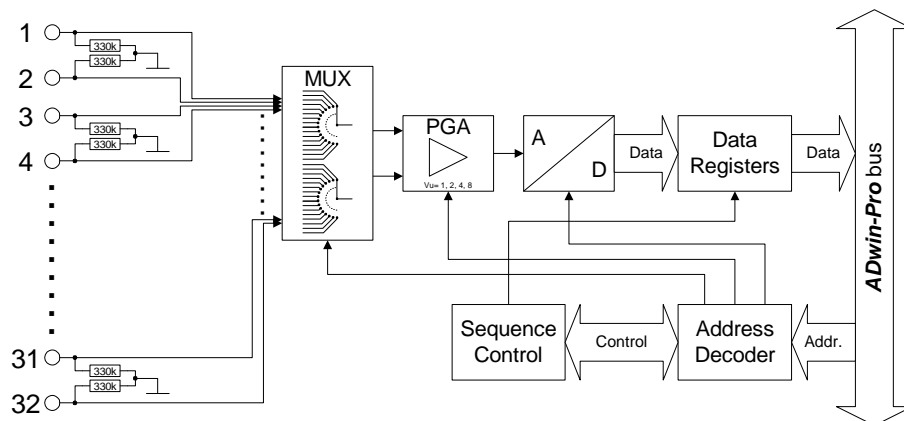 1
330k
330k
2
3
330k
330k
4
31
330k
330k
32
MUX
PGA
Vu= 1, 2, 4, 8
A
D
Data
Data
Registers
Data
Sequence
Control
Control
Address
Decoder
Addr.
ADwin-Pro bus